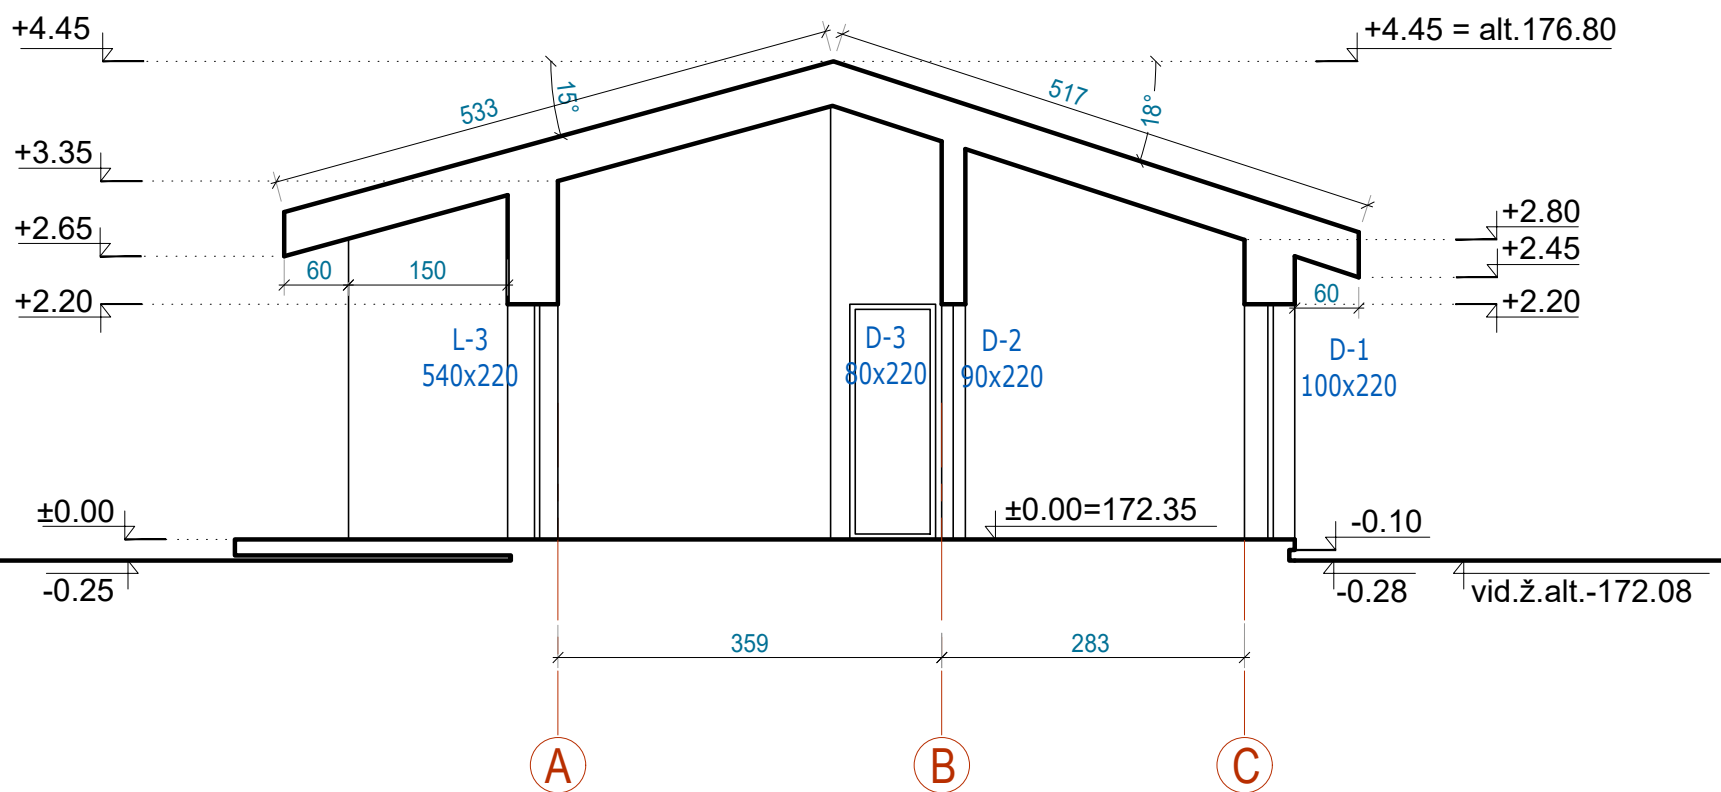 +4.45
+4.45 = alt.176.80
533
15°
517
18°
+3.35
+2.65
+2.20
+2.80
+2.45
+2.20
60
150
60
L-3
540x220
D-3
80x220
D-2
90x220
D-1
100x220
±0.00
±0.00=172.35
-0.10
-0.25
-0.28
vid.ž.alt.-172.08
359
283
A
B
C